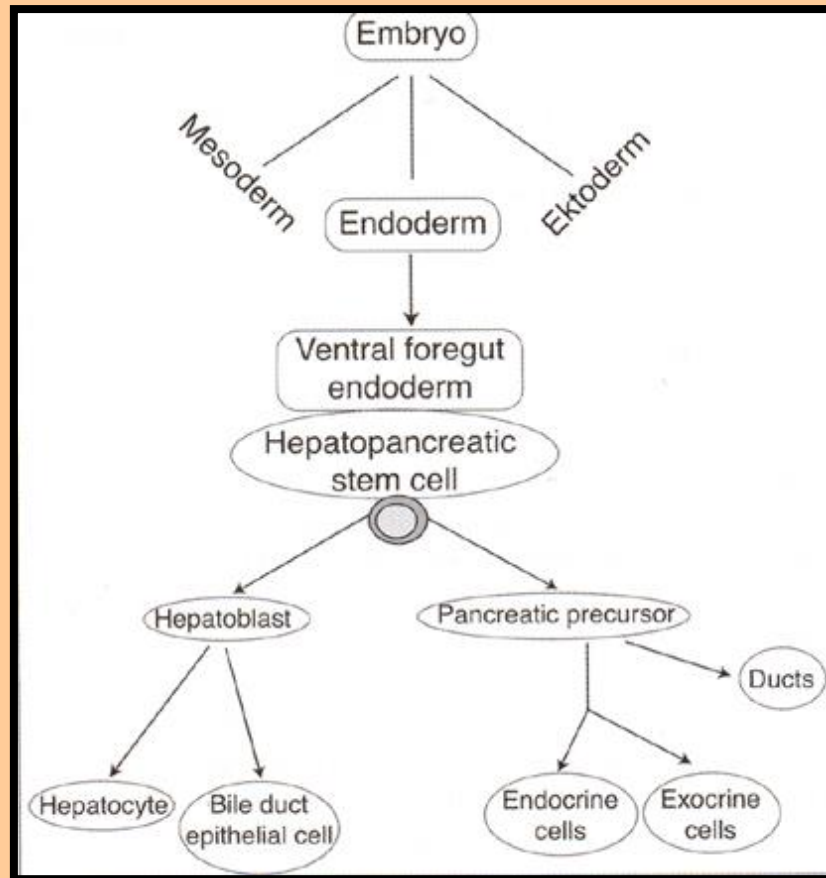 Embryo
Mesoderm
Ektoderm
Endoderm
Ventral foregut
endoderm
Hepatopancreatic
stem cell
Hepatoblast
Pancreatic precursor
Ducts
Hepatocyte
Bile duct
epithelial cell
Endocrine
cells
Exocrine
cells